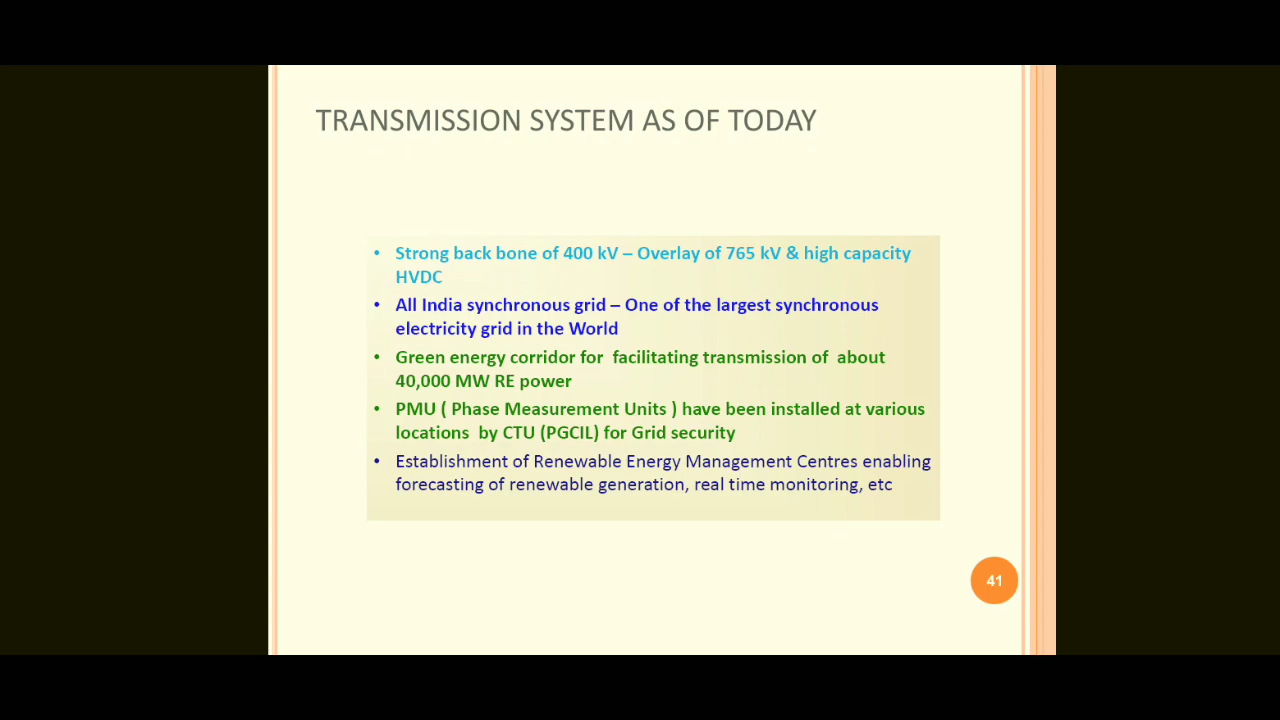 TRANSMISSION SYSTEM AS OF TODAY
• Strong back bone of 400 kV – Overlay of 765 kV & high capacity
HVDC
• All India synchronous grid – One of the largest synchronous
electricity grid in the World
• Green energy corridor for facilitating transmission of about
40,000 MW RE power
• PMU ( Phase Measurement Units ) have been installed at various
locations by CTU (PGCIL) for Grid security
• Establishment of Renewable Energy Management Centres enabling
forecasting of renewable generation, real time monitoring, etc
41